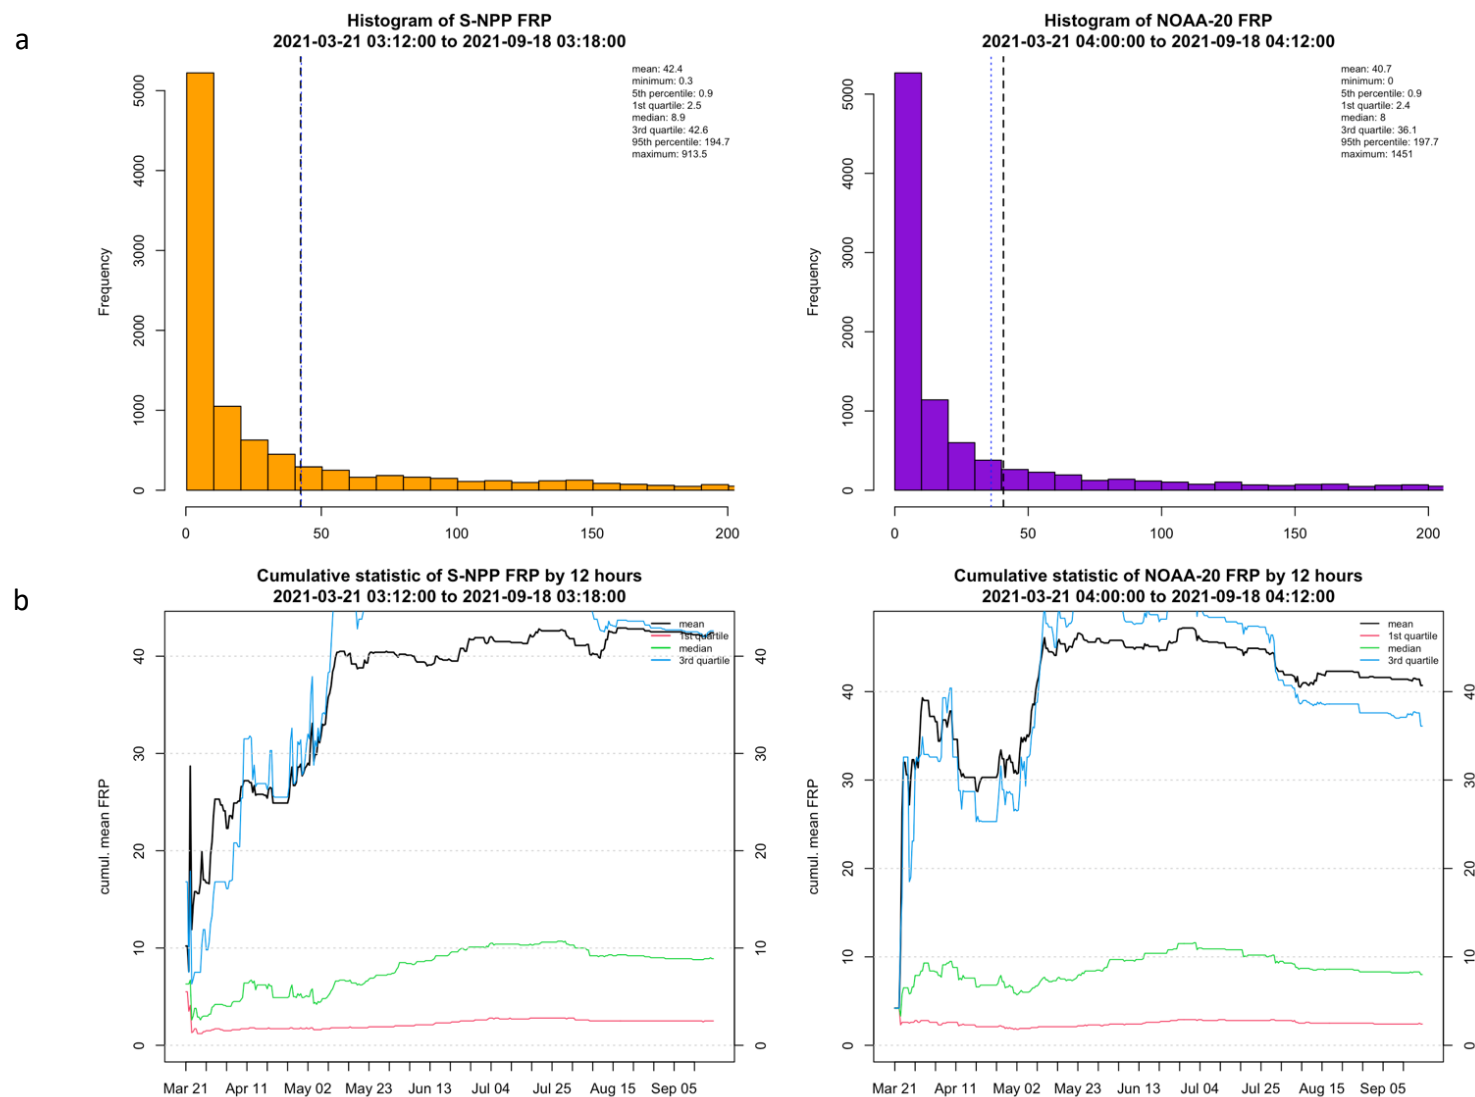 a
Histogram of S-NPP FRP
2021-03-21 03:12:00 to 2021-09-18 03:18:00
mean: 42.4
minimum: 0.3
5th percentile: 0.9
1st quartile: 2.5
median: 8.9
3rd quartile: 42.6
95th percentile: 194.7
maximum: 913.5
Frequency
5000
4000
3000
2000
1000
0
0 50 100 150 200
Histogram of NOAA-20 FRP
2021-03-21 04:00:00 to 2021-09-18 04:12:00
mean: 40.7
minimum: 0
5th percentile: 0.9
1st quartile: 2.4
median: 8
3rd quartile: 36.1
95th percentile: 197.7
maximum: 1451
Frequency
5000
4000
3000
2000
1000
0
0 50 100 150 200
b
Cumulative statistic of S-NPP FRP by 12 hours
2021-03-21 03:12:00 to 2021-09-18 03:18:00
mean
1st quartile
median
3rd quartile
cumul. mean FRP
40 40
30 30
20 20
10 10
0 0
Mar 21 Apr 11 May 02 May 23 Jun 13 Jul 04 Jul 25 Aug 15 Sep 05
Cumulative statistic of NOAA-20 FRP by 12 hours
2021-03-21 04:00:00 to 2021-09-18 04:12:00
mean
1st quartile
median
3rd quartile
cumul. mean FRP
40 40
30 30
20 20
10 10
0 0
Mar 21 Apr 11 May 02 May 23 Jun 13 Jul 04 Jul 25 Aug 15 Sep 05